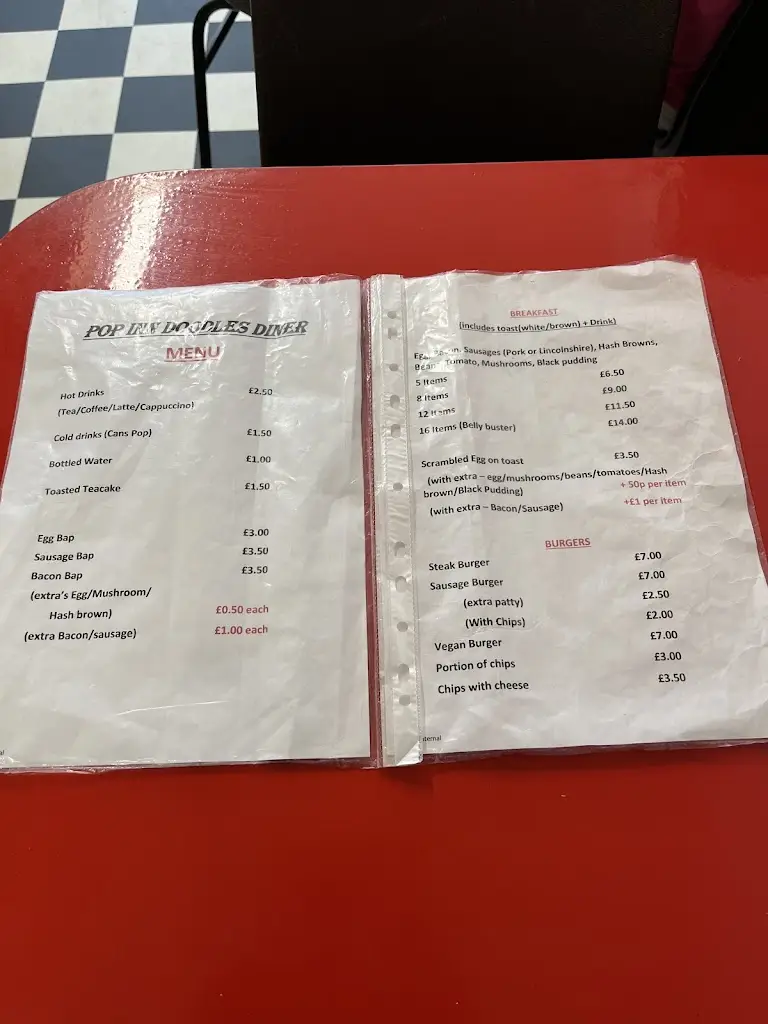 POP INN DOODLES DINER
MENU
Hot Drinks £2.50
(Tea/Coffee/Latte/Cappuccino)
Cold drinks (Cans Pop) £1.50
Bottled Water £1.00
Toasted Teacake £1.50
Egg Bap £3.00
Sausage Bap £3.50
Bacon Bap £3.50
(extra's Egg/Mushroom/
Hash brown) £0.50 each
(extra Bacon/sausage) £1.00 each
BREAKFAST
(includes toast(white/brown) + Drink)
Egg, Bacon, Sausages (Pork or Lincolnshire), Hash Browns,
Beans, Tomato, Mushrooms, Black pudding
5 Items £6.50
8 Items £9.00
12 Items £11.50
16 Items (Belly buster) £14.00
Scrambled Egg on toast £3.50
(with extra – egg/mushrooms/beans/tomatoes/Hash
brown/Black Pudding) + 50p per item
(with extra – Bacon/Sausage) +£1 per item
BURGERS
Steak Burger £7.00
Sausage Burger £7.00
(extra patty) £2.50
(With Chips) £2.00
Vegan Burger £7.00
Portion of chips £3.00
Chips with cheese £3.50